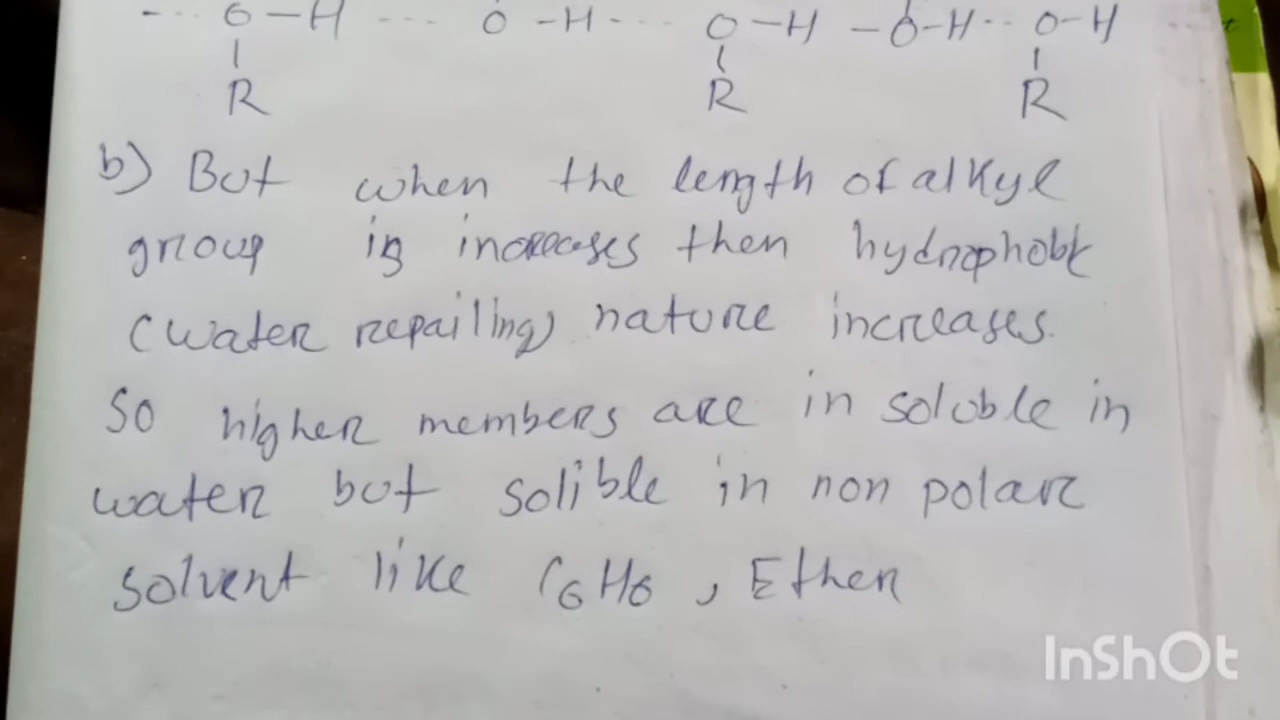 --- O-H ---- O-H---- O-H -O-H-- O-H
R R R
b) But when the length of alkyl
group is increases then hydrophobic
(water repailing) nature increases.
So higher members are in soluble in
water but solible in non polar
solvent like C6H6, Ether
InShOt